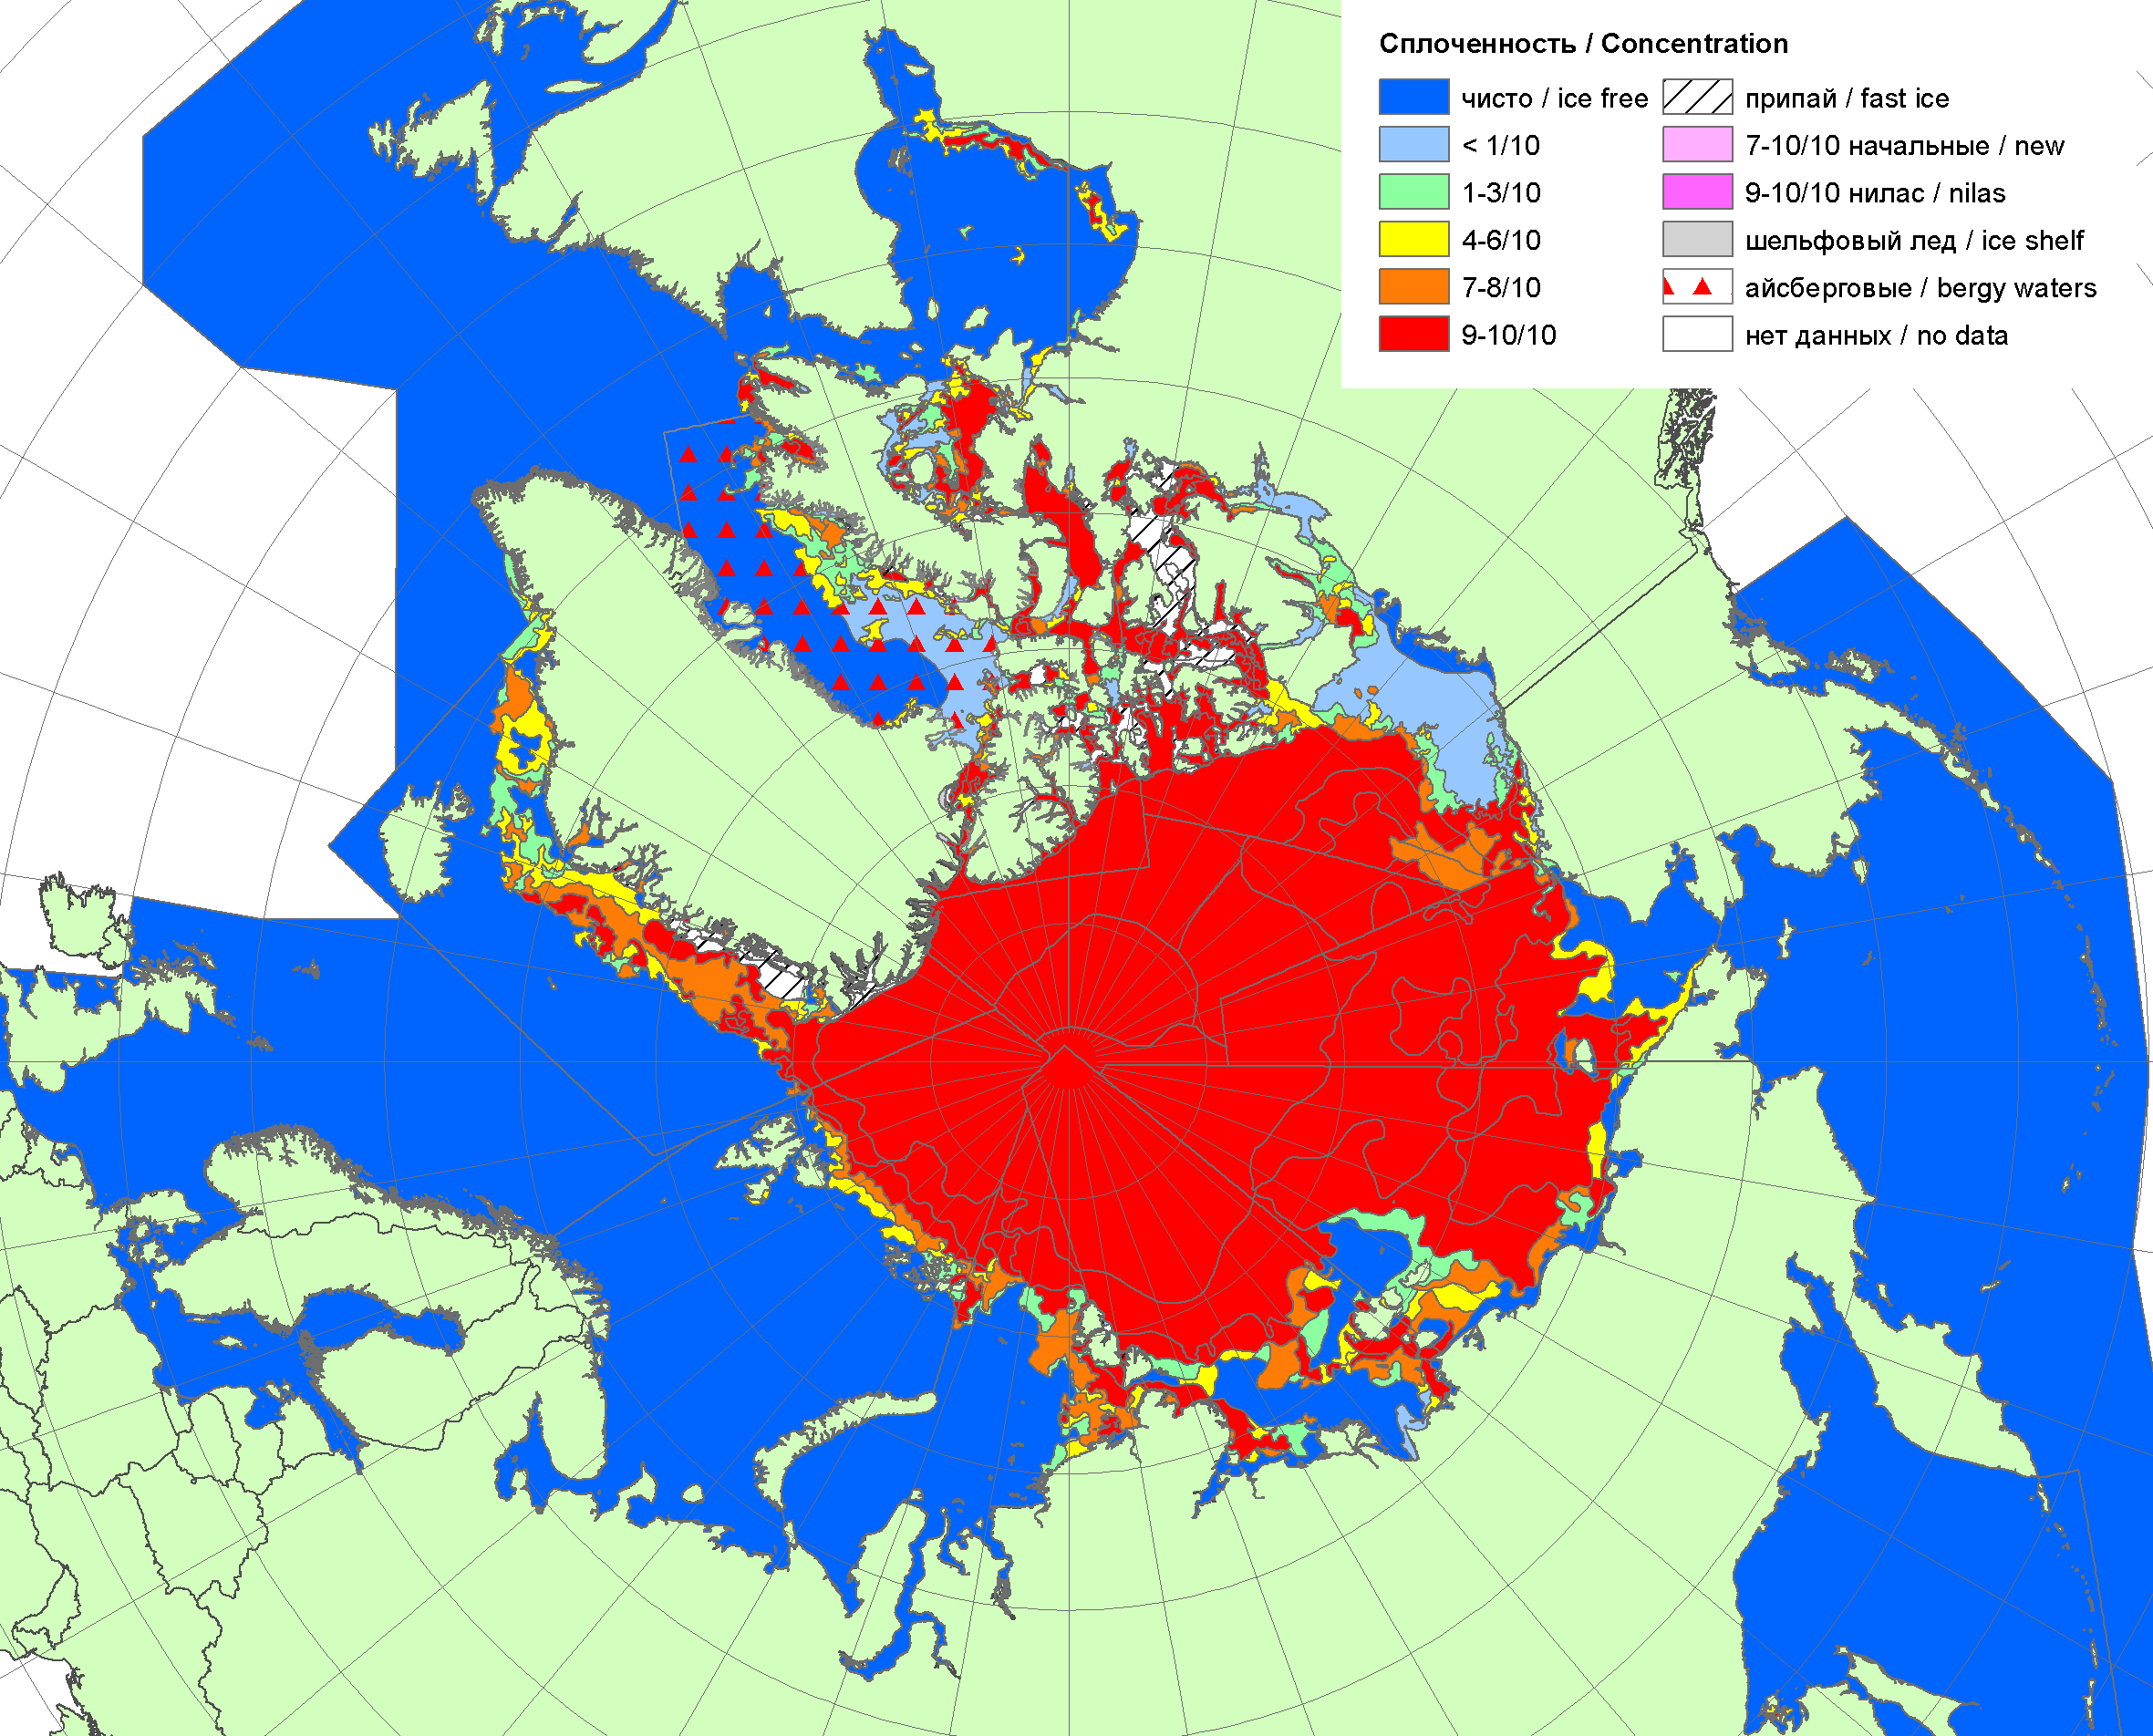 Сплоченность / Concentration
чисто / ice free
< 1/10
1-3/10
4-6/10
7-8/10
9-10/10
припай / fast ice
7-10/10 начальные / new
9-10/10 нилас / nilas
шельфовый лед / ice shelf
айсберговые / bergy waters
нет данных / no data